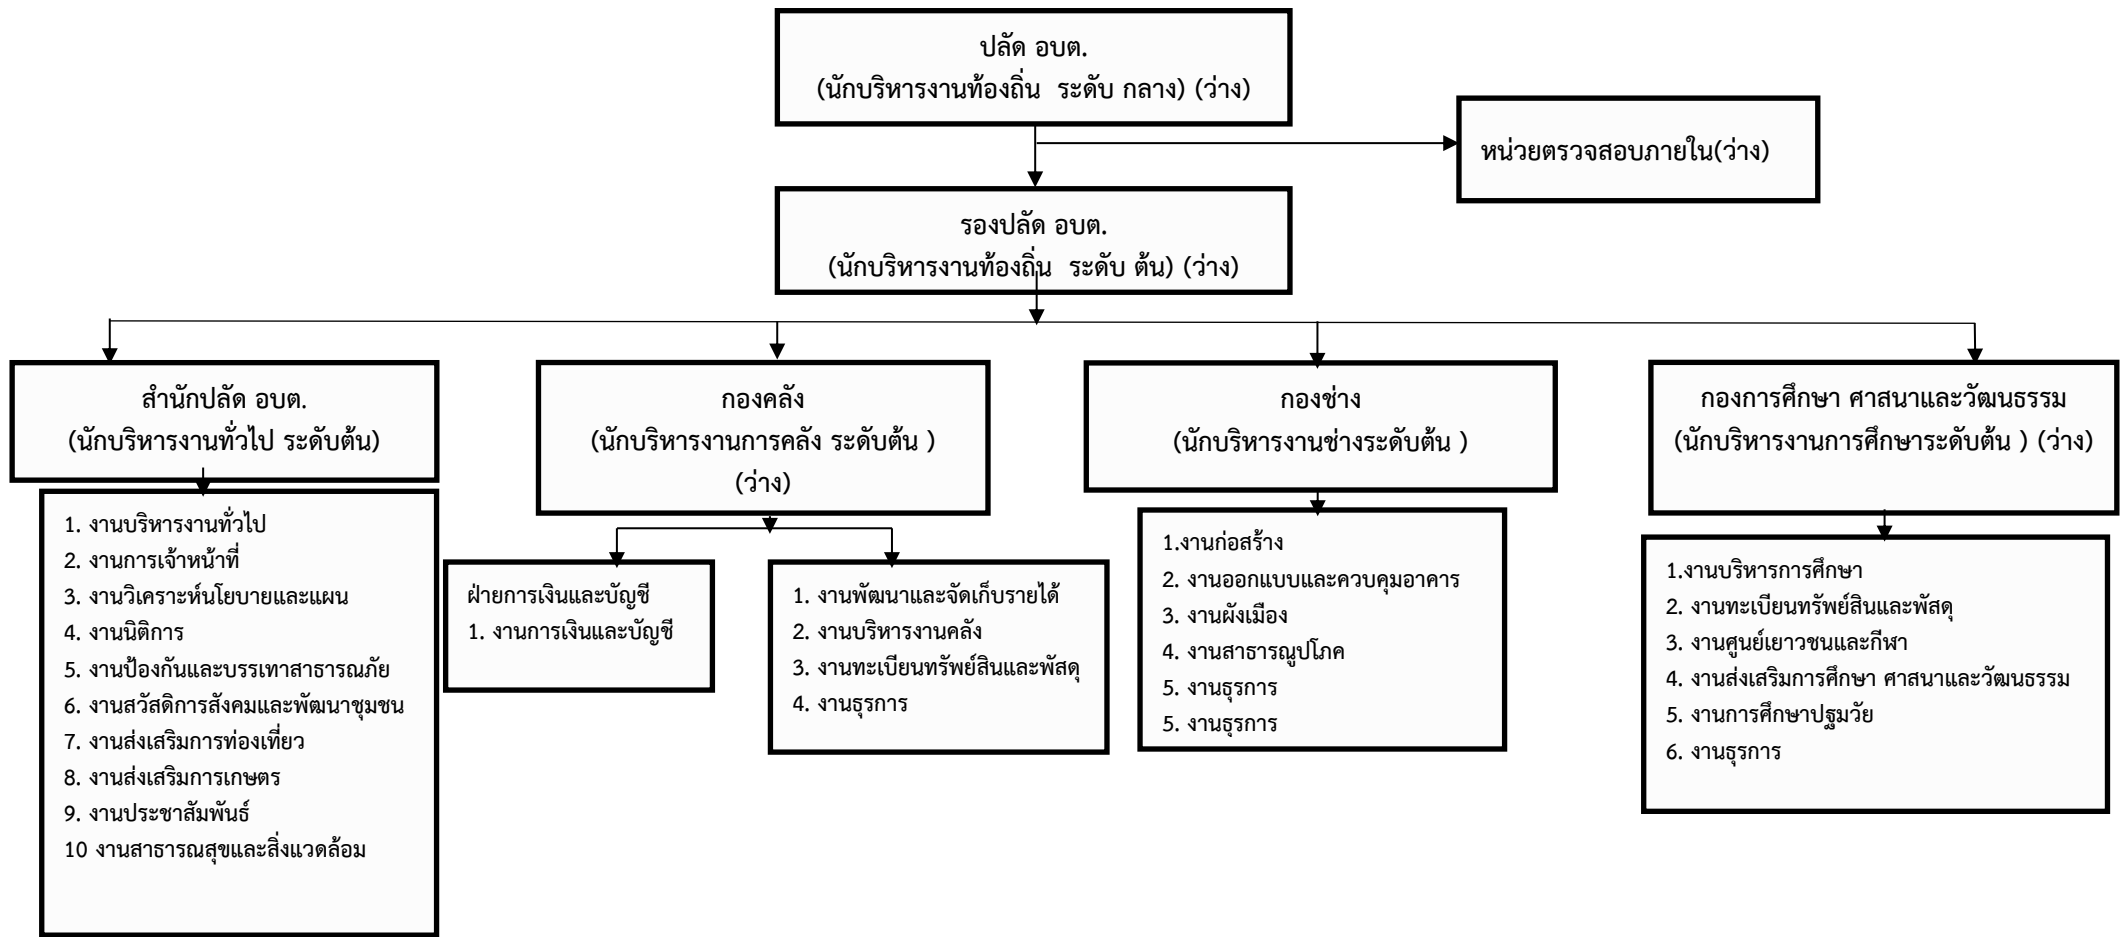 ปลัด อบต.
(นักบริหารงานท้องถิ่น  ระดับ กลาง) (ว่าง)
หน่วยตรวจสอบภายใน(ว่าง)
รองปลัด อบต.
(นักบริหารงานท้องถิ่น  ระดับ ต้น) (ว่าง)
สำนักปลัด อบต.
(นักบริหารงานทั่วไป ระดับต้น)
1. งานบริหารงานทั่วไป
2. งานการเจ้าหน้าที่
3. งานวิเคราะห์นโยบายและแผน
4. งานนิติการ
5. งานป้องกันและบรรเทาสาธารณภัย
6. งานสวัสดิการสังคมและพัฒนาชุมชน
7. งานส่งเสริมการท่องเที่ยว
8. งานส่งเสริมการเกษตร
9. งานประชาสัมพันธ์
10 งานสาธารณสุขและสิ่งแวดล้อม
กองคลัง
(นักบริหารงานการคลัง ระดับต้น )
(ว่าง)
ฝ่ายการเงินและบัญชี
1. งานการเงินและบัญชี
1. งานพัฒนาและจัดเก็บรายได้
2. งานบริหารงานคลัง
3. งานทะเบียนทรัพย์สินและพัสดุ
4. งานธุรการ
กองช่าง
(นักบริหารงานช่างระดับต้น )
1.งานก่อสร้าง
2. งานออกแบบและควบคุมอาคาร
3. งานผังเมือง
4. งานสาธารณูปโภค
5. งานธุรการ
5. งานธุรการ
กองการศึกษา ศาสนาและวัฒนธรรม
(นักบริหารงานการศึกษาระดับต้น ) (ว่าง)
1.งานบริหารการศึกษา
2. งานทะเบียนทรัพย์สินและพัสดุ
3. งานศูนย์เยาวชนและกีฬา
4. งานส่งเสริมการศึกษา ศาสนาและวัฒนธรรม
5. งานการศึกษาปฐมวัย
6. งานธุรการ